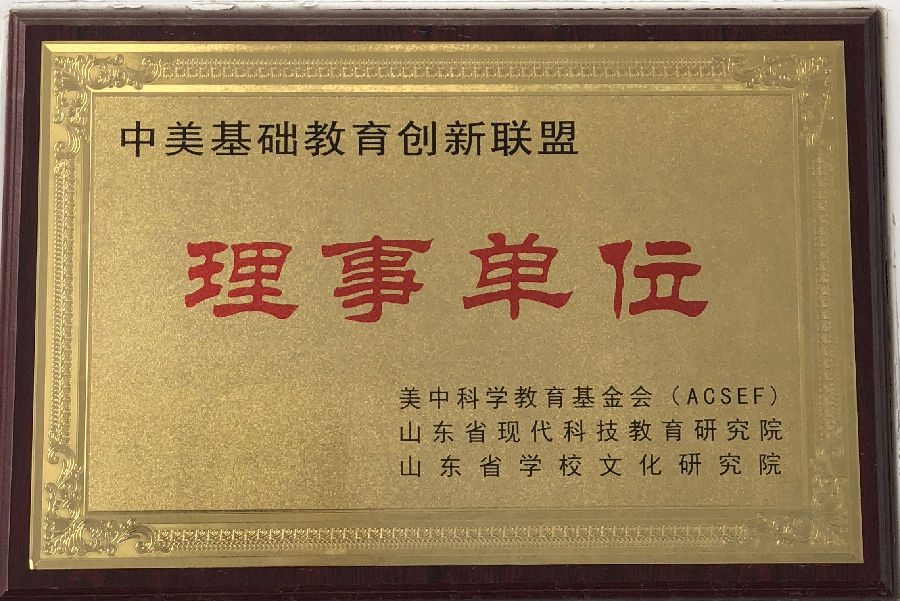 中美基础教育创新联盟
理事单位
美中科学教育基金会（ACSEF）
山东省现代科技教育研究院
山东省学校文化研究院